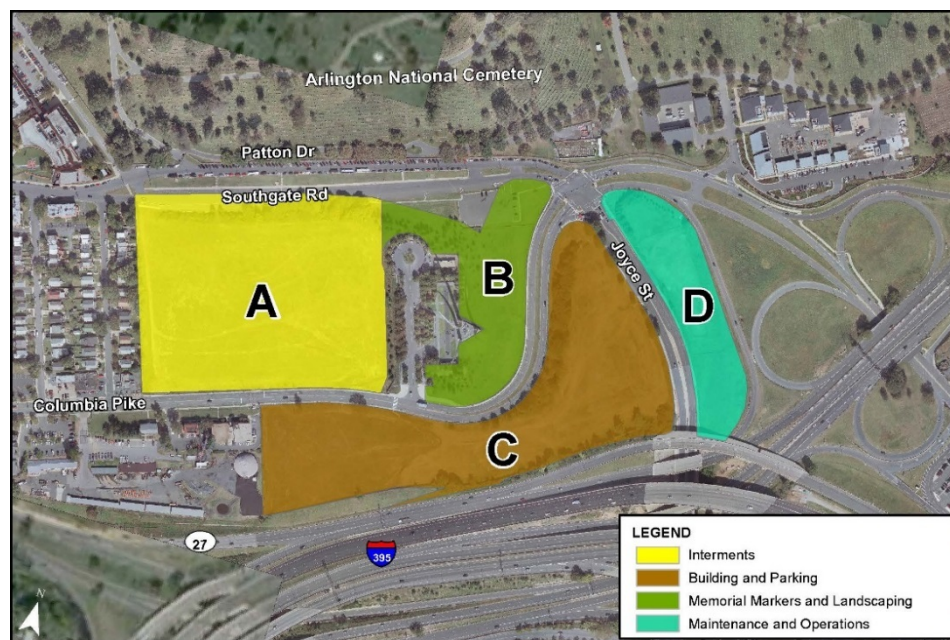 Arlington National Cemetery
Patton Dr
Southgate Rd
A
B
Joyce St
D
Columbia Pike
C
27
395
N
LEGEND
Interments
Building and Parking
Memorial Markers and Landscaping
Maintenance and Operations